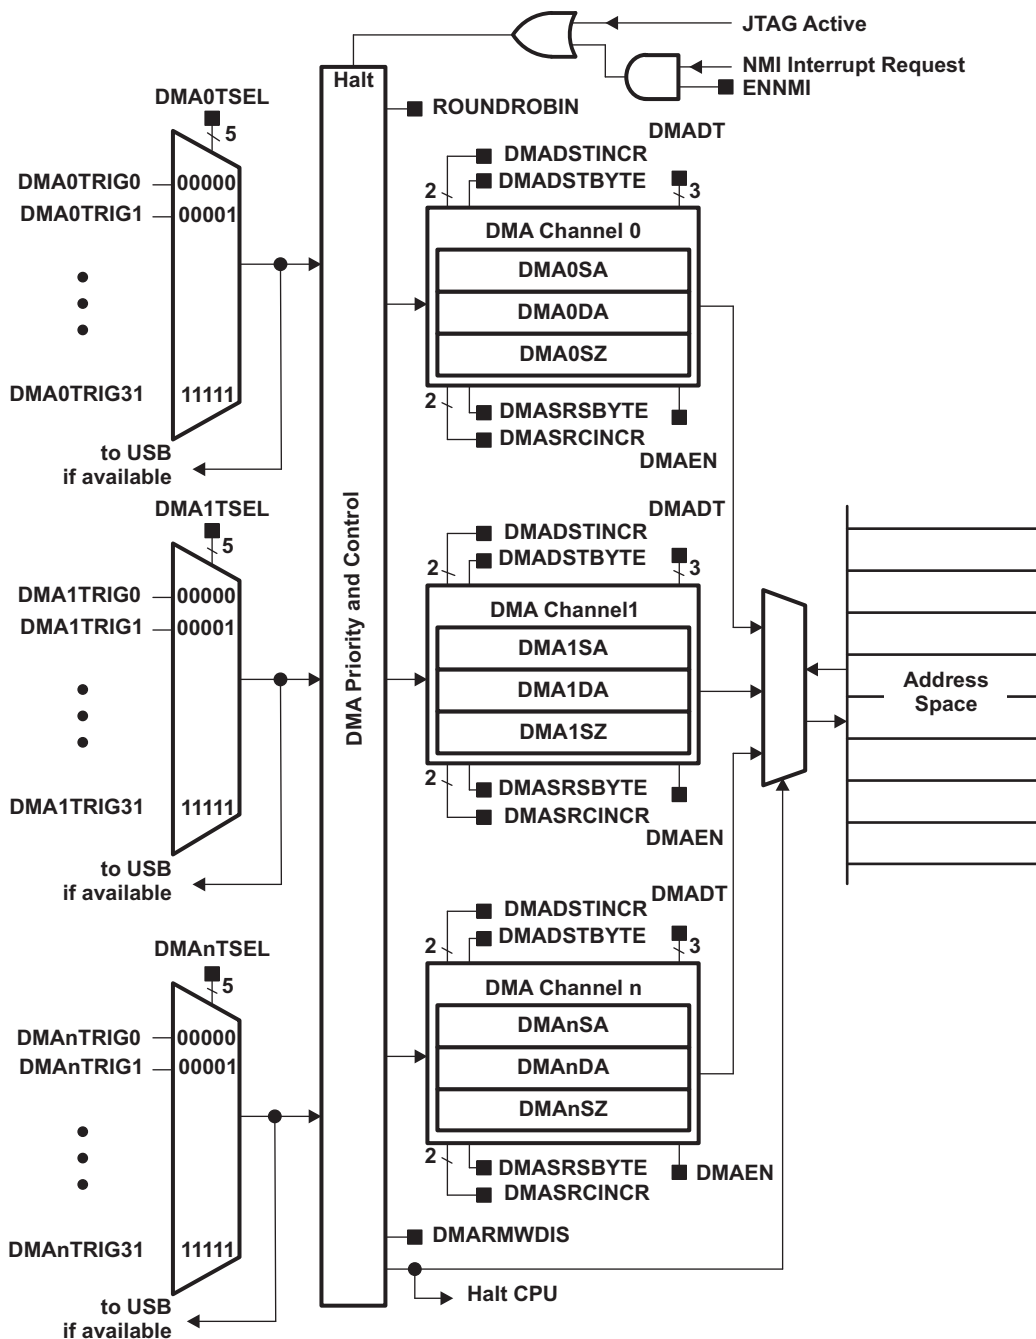 JTAG Active
NMI Interrupt Request
ENNMI
Halt
DMA Priority and Control
ROUNDROBIN
DMA0TSEL
5
DMA0TRIG0
00000
DMA0TRIG1
00001
DMA0TRIG31
11111
to USB
if available
DMADT
DMADSTINCR
DMADSTBYTE
2
3
DMA Channel 0
DMA0SA
DMA0DA
DMA0SZ
2
DMASRSBYTE
DMASRCINCR
DMAEN
DMA1TSEL
5
DMA1TRIG0
00000
DMA1TRIG1
00001
DMA1TRIG31
11111
to USB
if available
DMADT
DMADSTINCR
DMADSTBYTE
2
3
DMA Channel1
DMA1SA
DMA1DA
DMA1SZ
2
DMASRSBYTE
DMASRCINCR
DMAEN
Address
Space
DMAnTSEL
5
DMAnTRIG0
00000
DMAnTRIG1
00001
DMAnTRIG31
11111
to USB
if available
DMADT
DMADSTINCR
DMADSTBYTE
2
3
DMA Channel n
DMAnSA
DMAnDA
DMAnSZ
2
DMASRSBYTE
DMASRCINCR
DMAEN
DMARMWDIS
Halt CPU